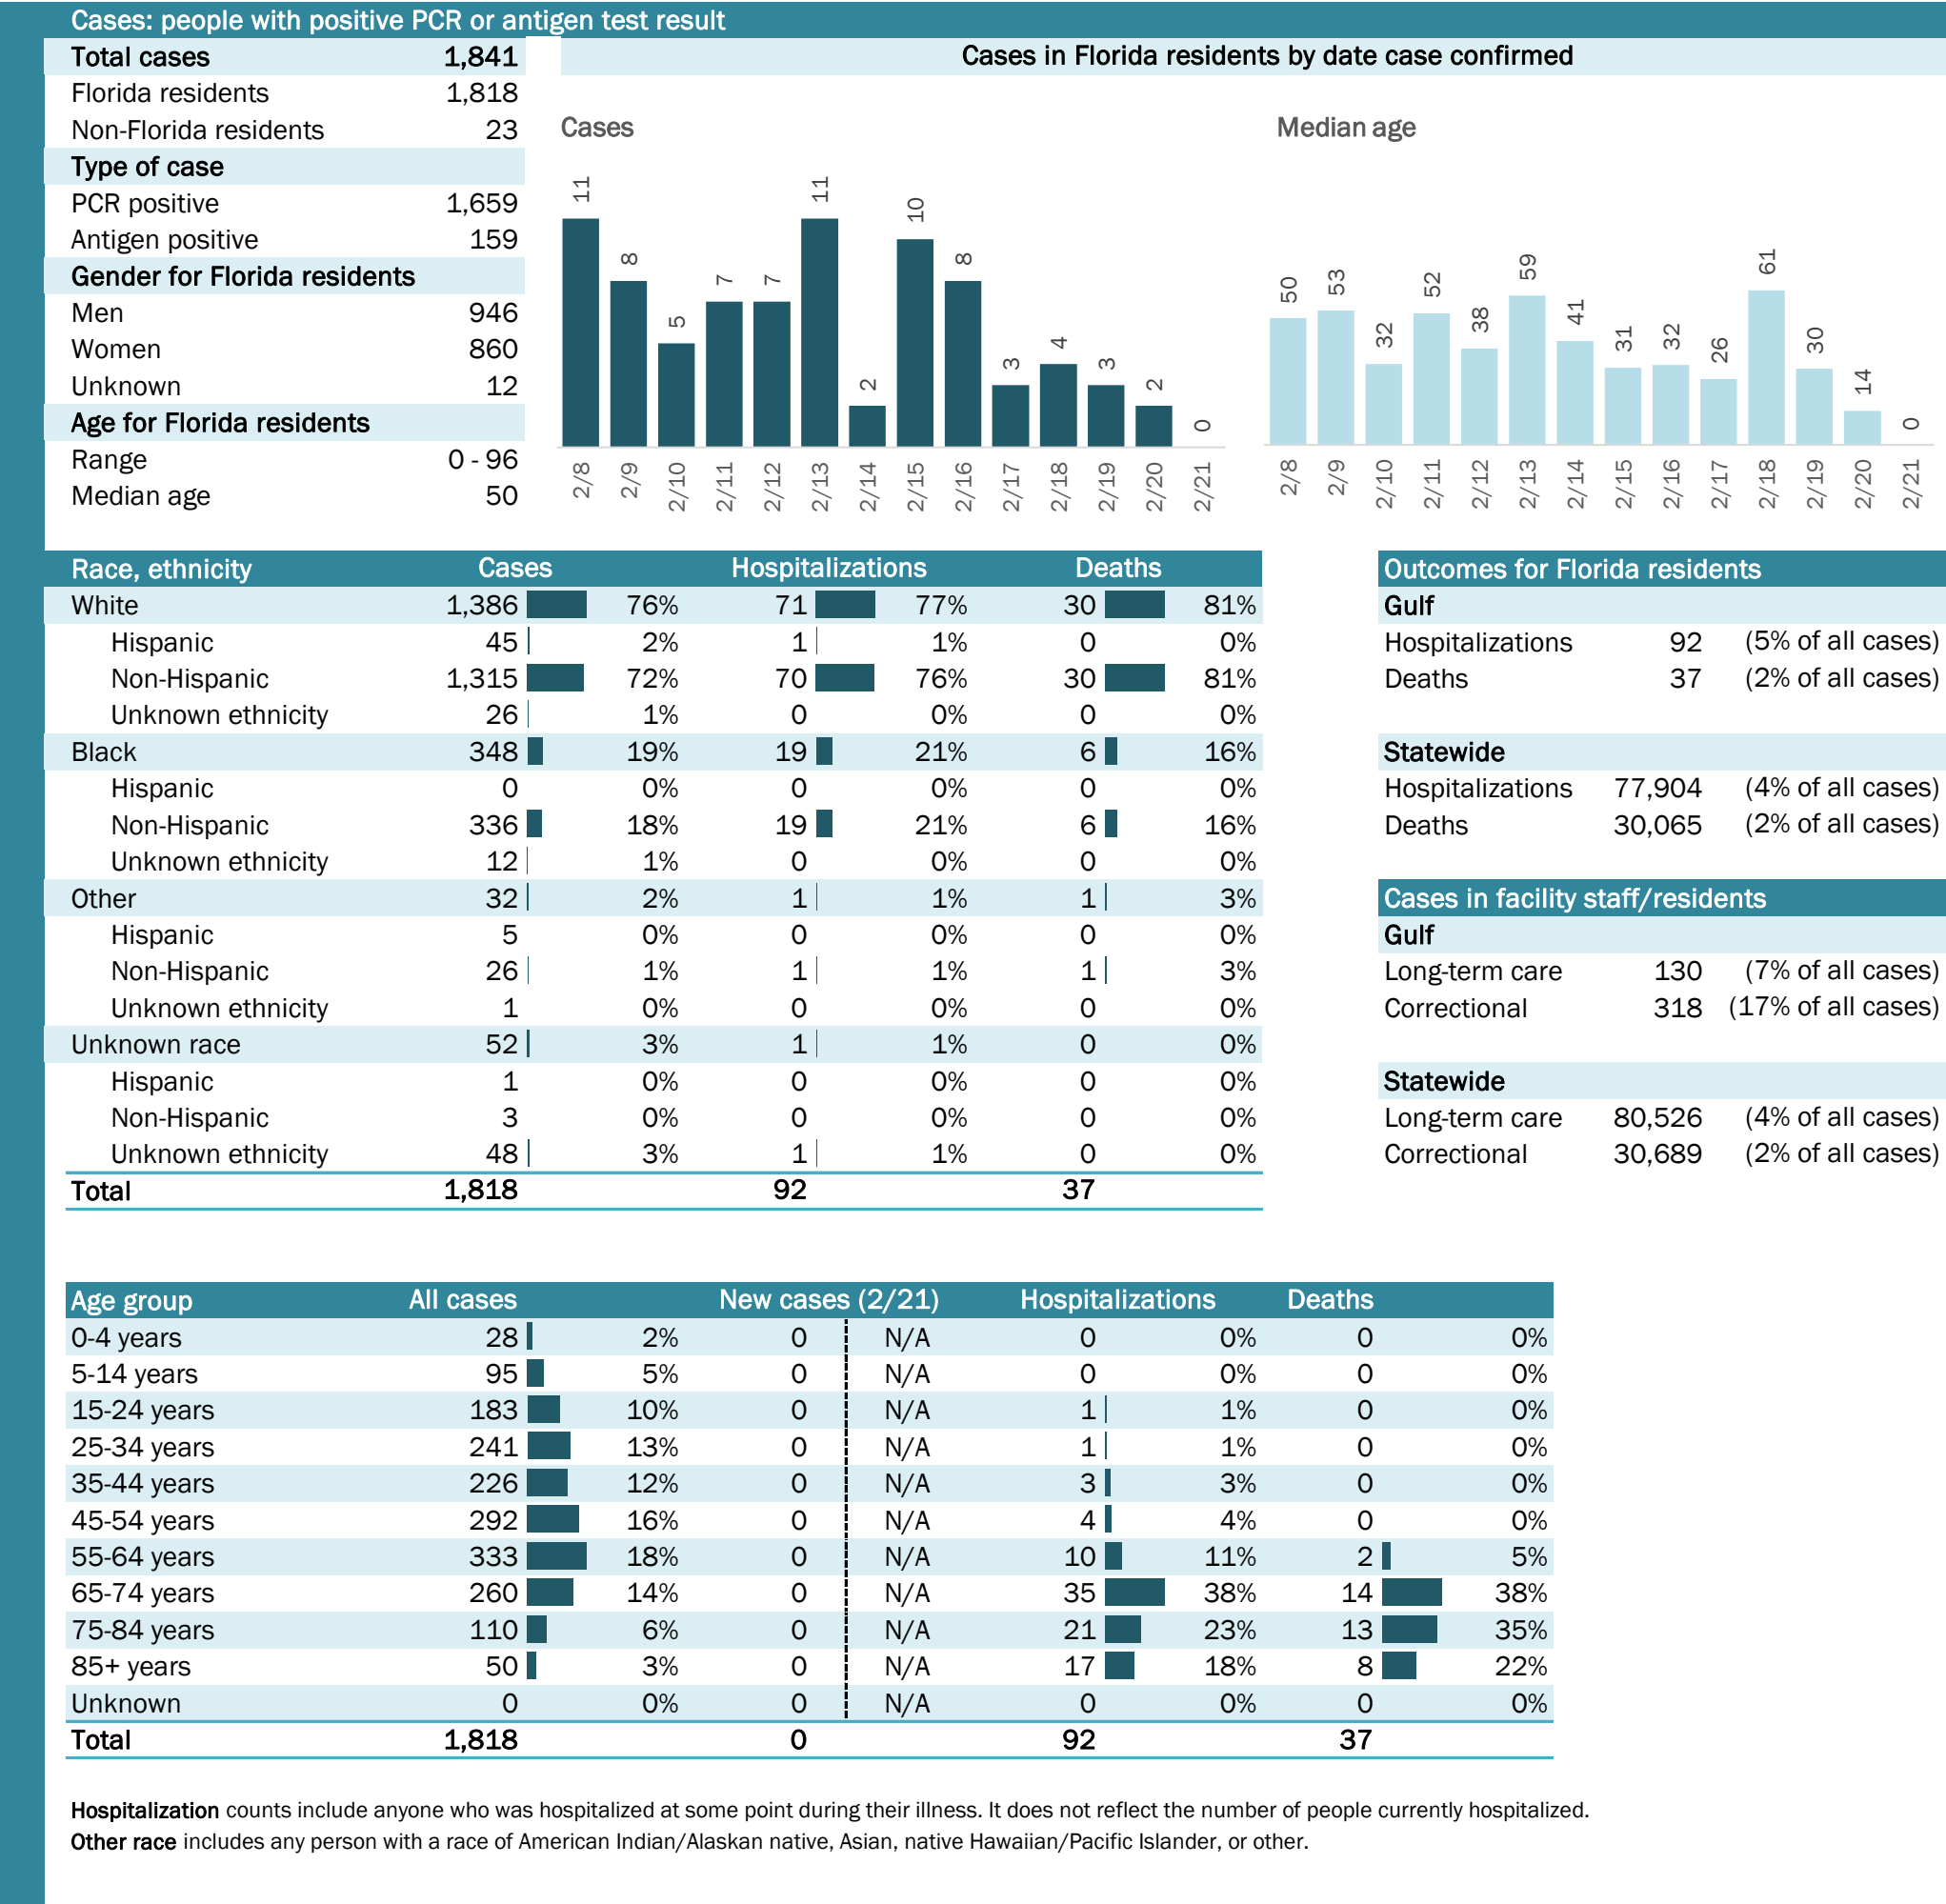 Cases: people with positive PCR or antigen test result
Total cases 1,841
Florida residents 1,818
Non-Florida residents 23
Type of case
PCR positive 1,659
Antigen positive 159
Gender for Florida residents
Men 946
Women 860
Unknown 12
Age for Florida residents
Range 0 - 96
Median age 50
Cases in Florida residents by date case confirmed
Cases
11 8 5 7 7 11 2 10 8 3 4 3 2 0
2/8 2/9 2/10 2/11 2/12 2/13 2/14 2/15 2/16 2/17 2/18 2/19 2/20 2/21
Median age
50 53 32 52 38 59 41 31 32 26 61 30 14 0
2/8 2/9 2/10 2/11 2/12 2/13 2/14 2/15 2/16 2/17 2/18 2/19 2/20 2/21
Race, ethnicity Cases Hospitalizations Deaths
White 1,386 76% 71 77% 30 81%
Hispanic 45 2% 1 1% 0 0%
Non-Hispanic 1,315 72% 70 76% 30 81%
Unknown ethnicity 26 1% 0 0% 0 0%
Black 348 19% 19 21% 6 16%
Hispanic 0 0% 0 0% 0 0%
Non-Hispanic 336 18% 19 21% 6 16%
Unknown ethnicity 12 1% 0 0% 0 0%
Other 32 2% 1 1% 1 3%
Hispanic 5 0% 0 0% 0 0%
Non-Hispanic 26 1% 1 1% 1 3%
Unknown ethnicity 1 0% 0 0% 0 0%
Unknown race 52 3% 1 1% 0 0%
Hispanic 1 0% 0 0% 0 0%
Non-Hispanic 3 0% 0 0% 0 0%
Unknown ethnicity 48 3% 1 1% 0 0%
Total 1,818 92 37
Outcomes for Florida residents
Gulf
Hospitalizations 92 (5% of all cases)
Deaths 37 (2% of all cases)
Statewide
Hospitalizations 77,904 (4% of all cases)
Deaths 30,065 (2% of all cases)
Cases in facility staff/residents
Gulf
Long-term care 130 (7% of all cases)
Correctional 318 (17% of all cases)
Statewide
Long-term care 80,526 (4% of all cases)
Correctional 30,689 (2% of all cases)
Age group All cases New cases (2/21) Hospitalizations Deaths
0-4 years 28 2% 0 N/A 0 0% 0 0%
5-14 years 95 5% 0 N/A 0 0% 0 0%
15-24 years 183 10% 0 N/A 1 1% 0 0%
25-34 years 241 13% 0 N/A 1 1% 0 0%
35-44 years 226 12% 0 N/A 3 3% 0 0%
45-54 years 292 16% 0 N/A 4 4% 0 0%
55-64 years 333 18% 0 N/A 10 11% 2 5%
65-74 years 260 14% 0 N/A 35 38% 14 38%
75-84 years 110 6% 0 N/A 21 23% 13 35%
85+ years 50 3% 0 N/A 17 18% 8 22%
Unknown 0 0% 0 N/A 0 0% 0 0%
Total 1,818 0 92 37
Hospitalization counts include anyone who was hospitalized at some point during their illness. It does not reflect the number of people currently hospitalized.
Other race includes any person with a race of American Indian/Alaskan native, Asian, native Hawaiian/Pacific Islander, or other.